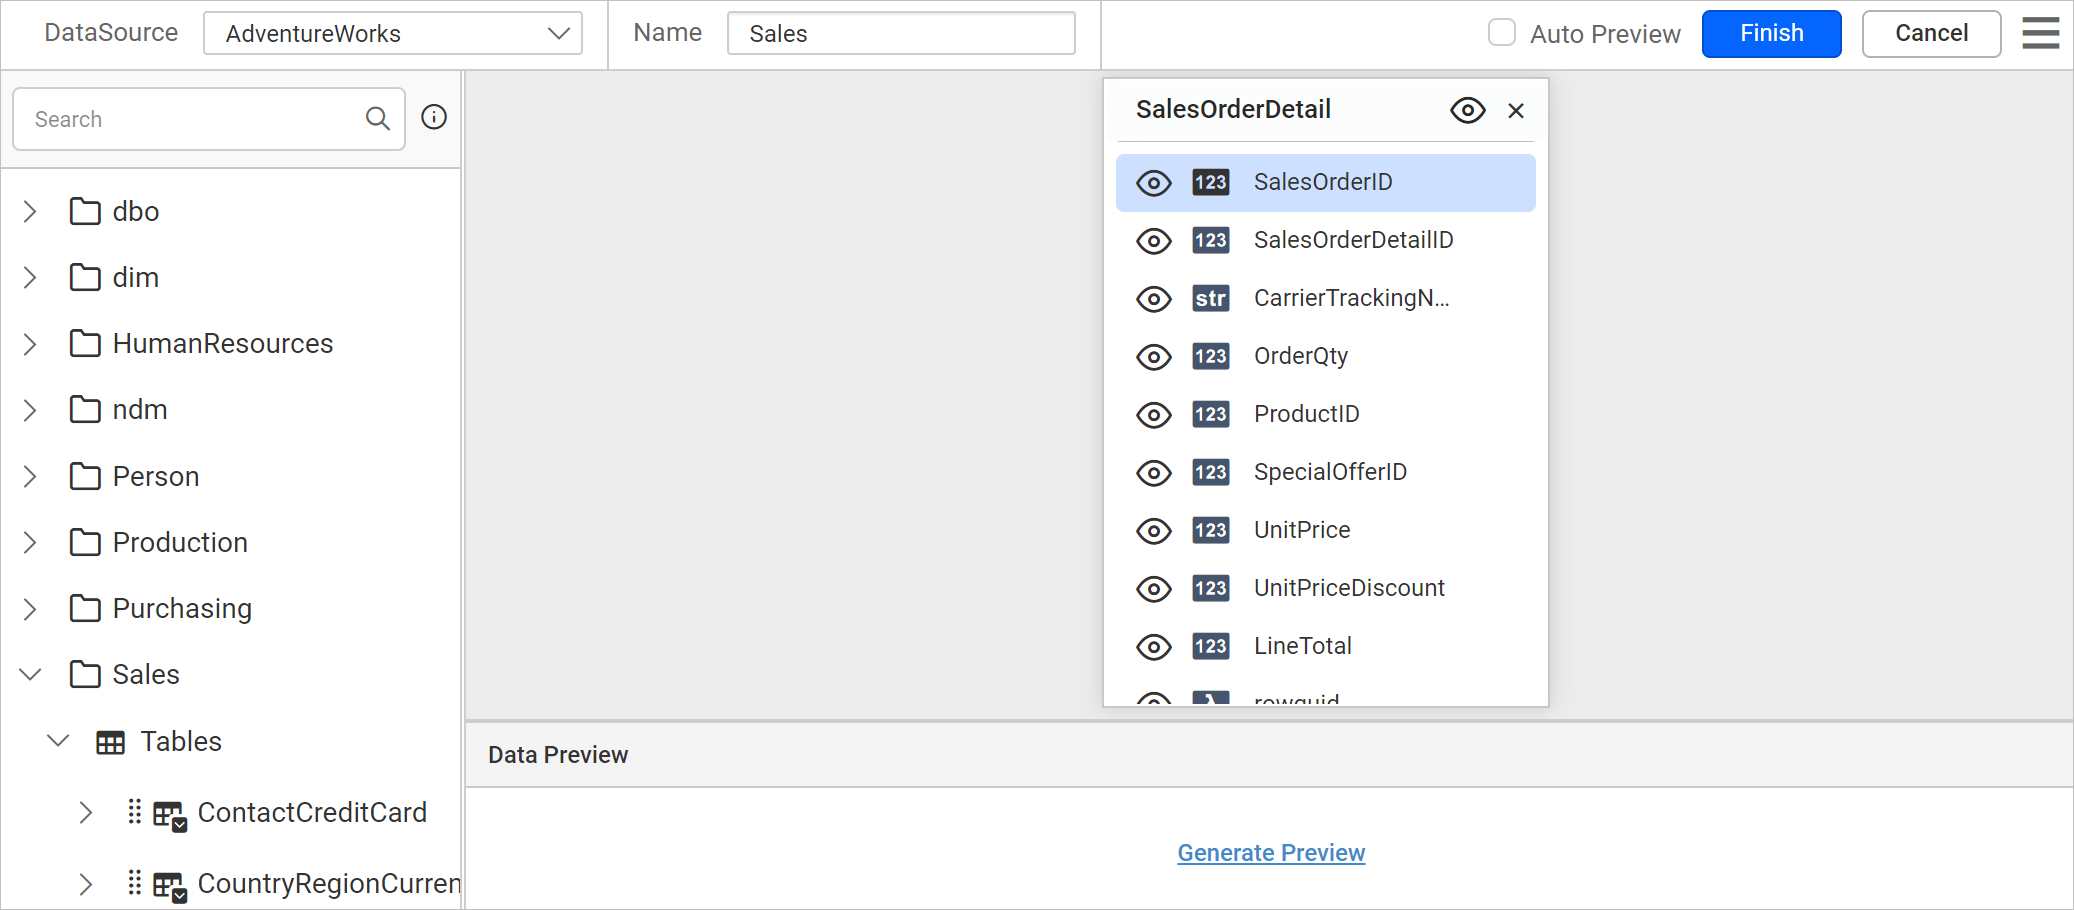 DataSource AdventureWorks Name Sales Auto Preview Finish Cancel
Search
dbo
dim
HumanResources
ndm
Person
Production
Purchasing
Sales
Tables
ContactCreditCard
CountryRegionCurren
SalesOrderDetail
123 SalesOrderID
123 SalesOrderDetailID
str CarrierTrackingN...
123 OrderQty
123 ProductID
123 SpecialOfferID
123 UnitPrice
123 UnitPriceDiscount
123 LineTotal
rowguid
Data Preview
Generate Preview